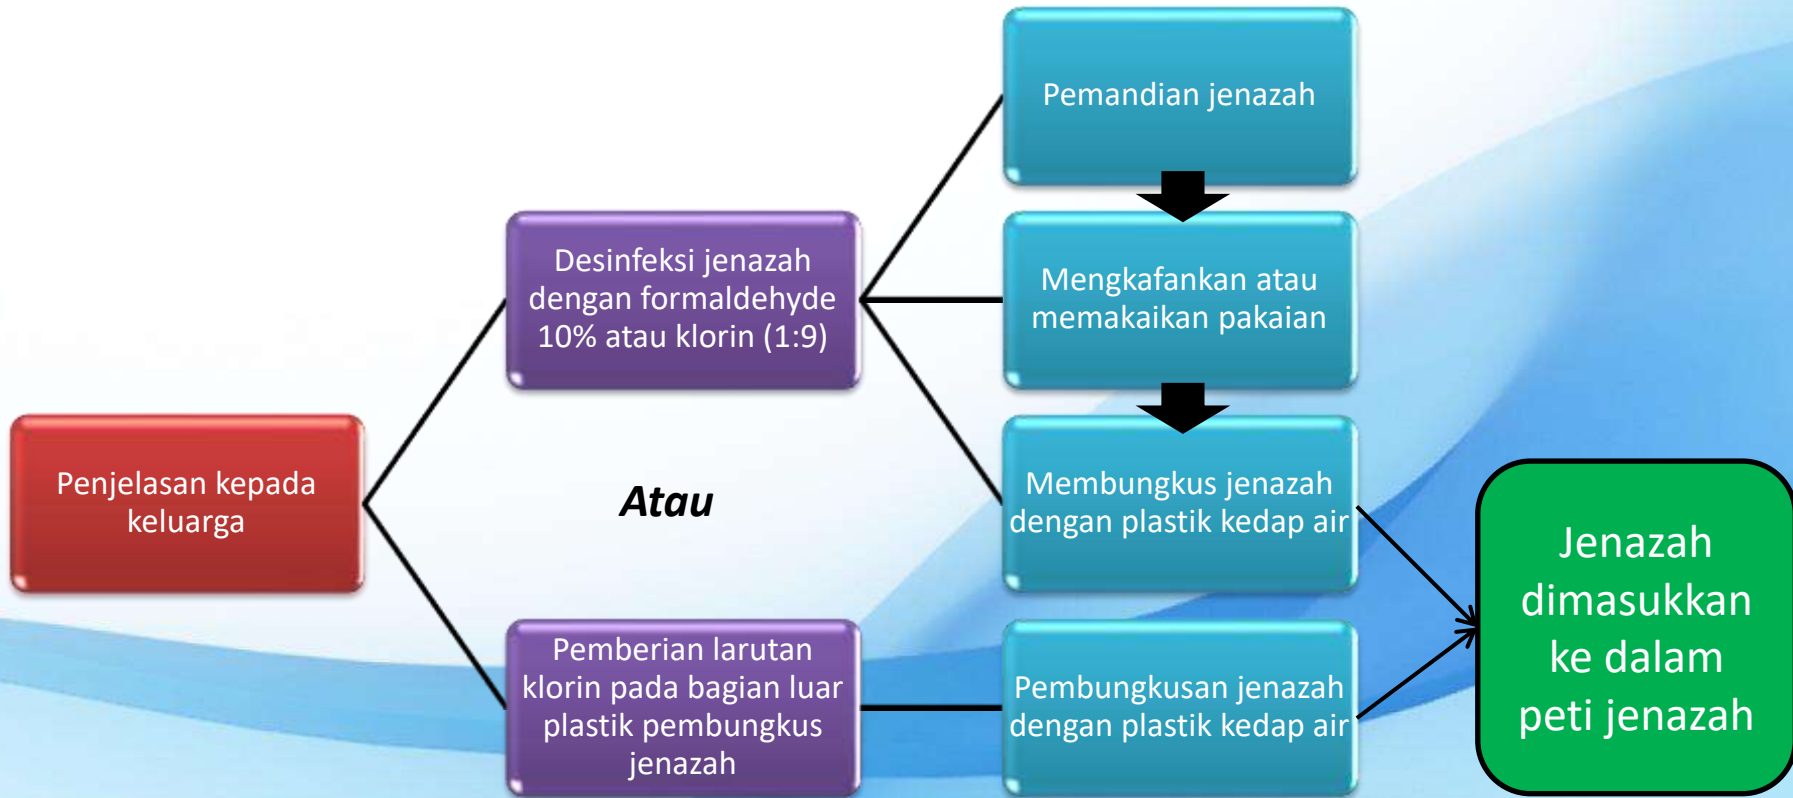 Penjelasan kepada
keluarga
Desinfeksi jenazah
dengan formaldehyde
10% atau klorin (1:9)
Atau
Pemberian larutan
klorin pada bagian luar
plastik pembungkus
jenazah
Pemandian jenazah
Mengkafankan atau
memakaikan pakaian
Membungkus jenazah
dengan plastik kedap air
Pembungkusan jenazah
dengan plastik kedap air
Jenazah
dimasukkan
ke dalam
peti jenazah